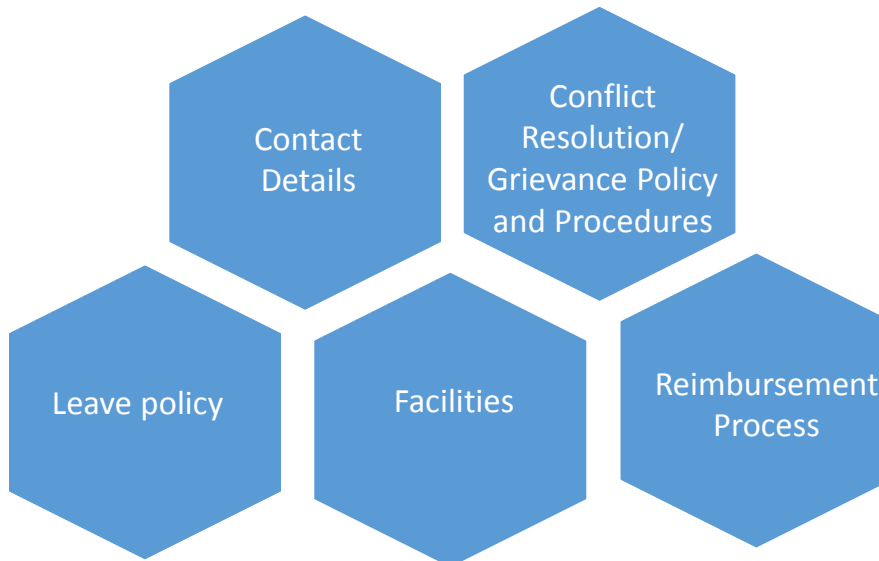 Contact
Details
Conflict
Resolution/
Grievance Policy
and Procedures
Leave policy
Facilities
Reimbursement
Process